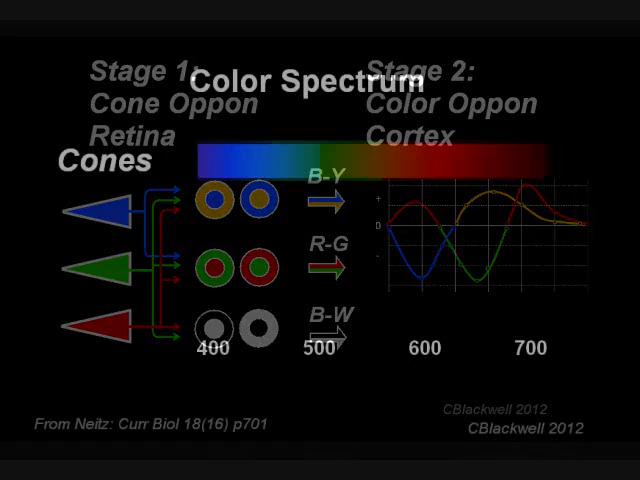 Stage 1:
Cone Oppon
Retina
Stage 2:
Color Oppon
Cortex
Color Spectrum
Cones
B-Y
R-G
B-W
+
0
-
400 500 600 700
From Neitz: Curr Biol 18(16) p701
CBlackwell 2012
CBlackwell 2012